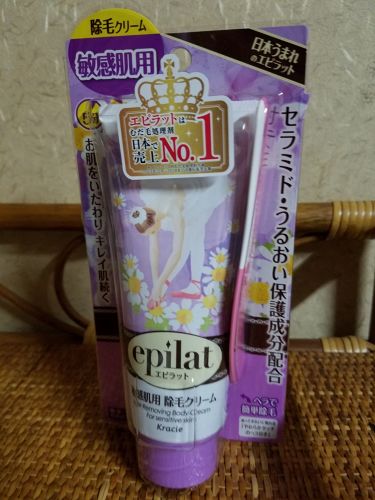 除毛クリーム
敏感肌用
日本うまれ
のエピラット
5分
エピラットは
むだ毛処理剤
日本で
売上
No.1
お肌をいたわり キレイ肌続く
セラミド・うるおい保護成分配合
epilat
エピラット
敏感肌用 除毛クリーム
Hair Removing Body Cream
For sensitive skin
Kracie
ヘラで
簡単除毛